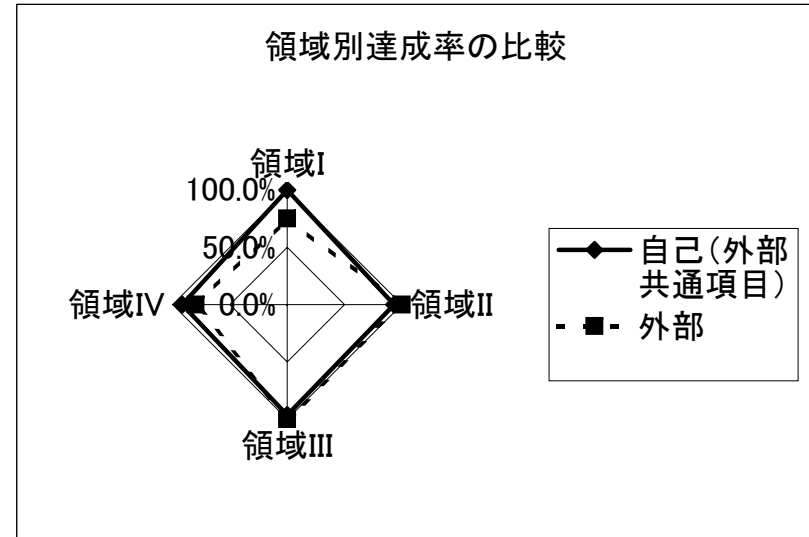 領域別達成率の比較
領域I
100.0%
50.0%
領域IV
0.0%
領域II
領域III
自己(外部
共通項目)
外部